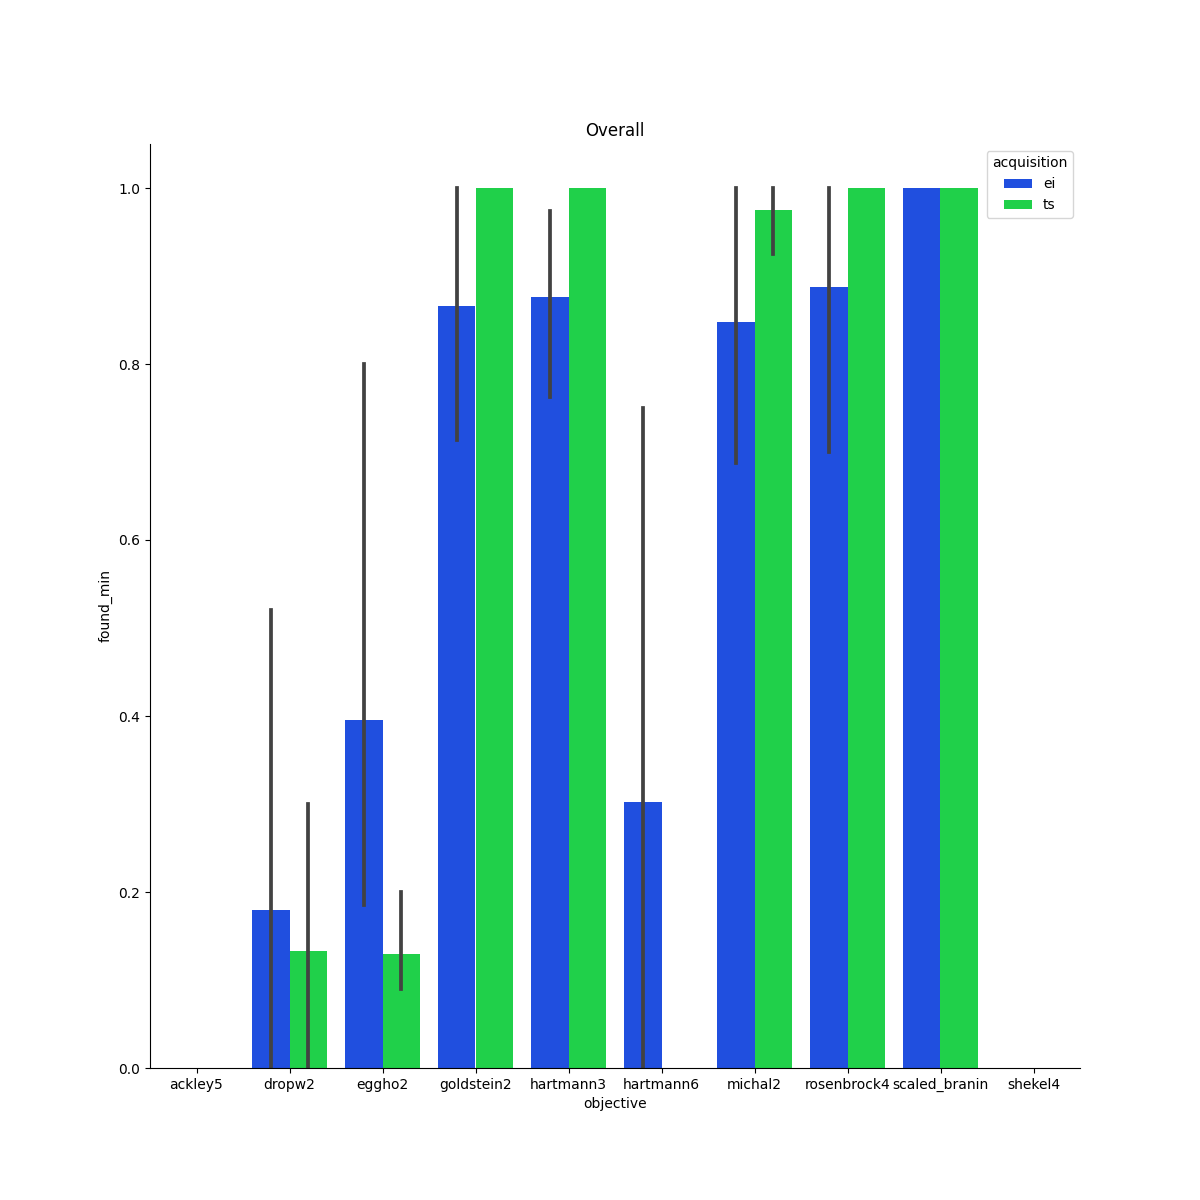 Overall
acquisition
ei
ts
1.0
0.8
0.6
0.4
0.2
0.0
found_min
ackley5 dropw2 eggho2 goldstein2 hartmann3 hartmann6 michal2 rosenbrock4 scaled_branin shekel4
objective